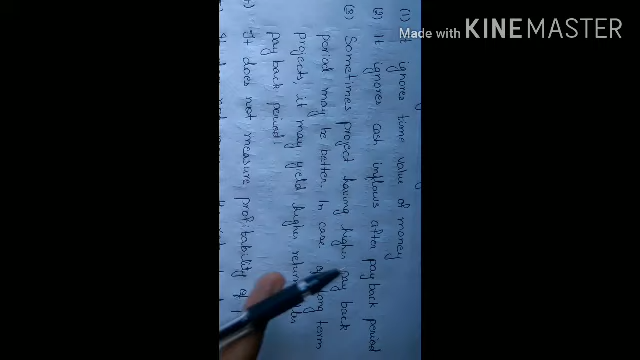 Made with KINEMASTER
(1) It ignores time value of money
(2) It ignores cash inflows after pay back period
(3) Sometimes project having higher pay back
period may be better. In case of long term
projects, it may yield higher return after
pay back period.
It does not measure profitability of